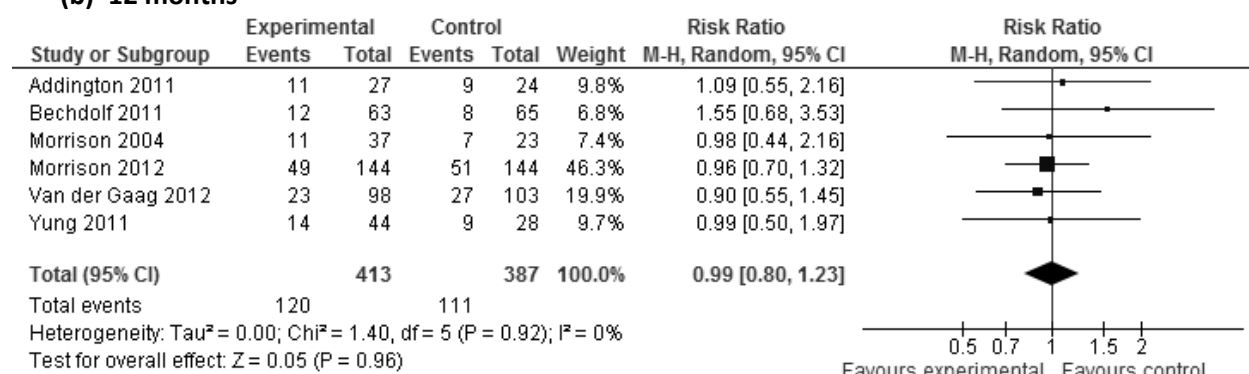 (b) 12 months
Experimental Control Risk Ratio Risk Ratio
Study or Subgroup Events Total Events Total Weight M-H, Random, 95% CI M-H, Random, 95% CI
Addington 2011 11 27 9 24 9.8% 1.09 [0.55, 2.16]
Bechdolf 2011 12 63 8 65 6.8% 1.55 [0.68, 3.53]
Morrison 2004 11 37 7 23 7.4% 0.98 [0.44, 2.16]
Morrison 2012 49 144 51 144 46.3% 0.96 [0.70, 1.32]
Van der Gaag 2012 23 98 27 103 19.9% 0.90 [0.55, 1.45]
Yung 2011 14 44 9 28 9.7% 0.99 [0.50, 1.97]
Total (95% CI) 413 387 100.0% 0.99 [0.80, 1.23]
Total events 120 111
Heterogeneity: Tau² = 0.00; Chi² = 1.40, df = 5 (P = 0.92); I² = 0%
Test for overall effect: Z = 0.05 (P = 0.96)
0.5 0.7 1 1.5 2
Favours experimental Favours control